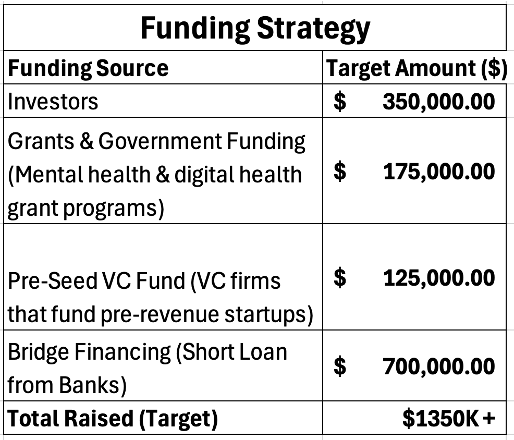 Funding Strategy
Funding Source Target Amount ($)
Investors $ 350,000.00
Grants & Government Funding
(Mental health & digital health
grant programs) $ 175,000.00
Pre-Seed VC Fund (VC firms
that fund pre-revenue startups) $ 125,000.00
Bridge Financing (Short Loan
from Banks) $ 700,000.00
Total Raised (Target) $1350K+